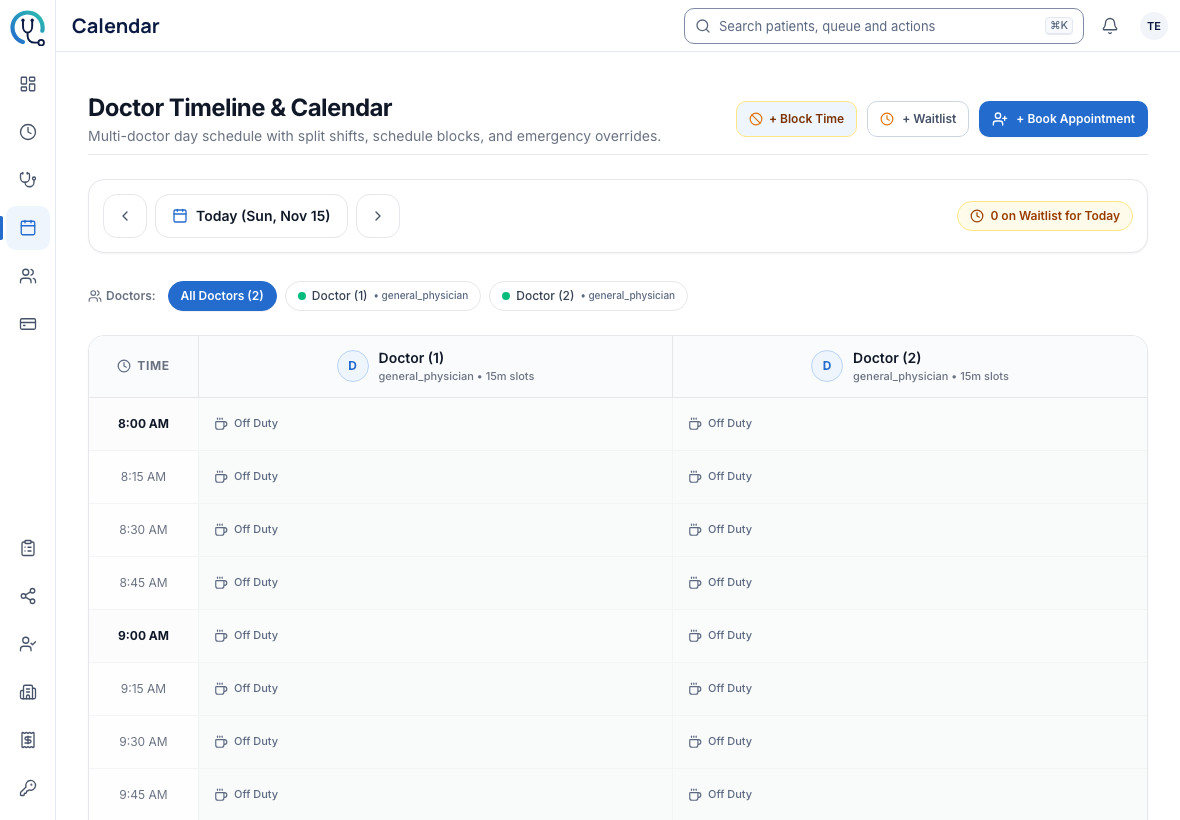 Calendar
Search patients, queue and actions
⌘K
TE
Doctor Timeline & Calendar
Multi-doctor day schedule with split shifts, schedule blocks, and emergency overrides.
+ Block Time
+ Waitlist
+ Book Appointment
Today (Sun, Nov 15)
0 on Waitlist for Today
Doctors:
All Doctors (2)
Doctor (1) • general_physician
Doctor (2) • general_physician
TIME
D
Doctor (1)
general_physician • 15m slots
D
Doctor (2)
general_physician • 15m slots
8:00 AM Off Duty Off Duty
8:15 AM Off Duty Off Duty
8:30 AM Off Duty Off Duty
8:45 AM Off Duty Off Duty
9:00 AM Off Duty Off Duty
9:15 AM Off Duty Off Duty
9:30 AM Off Duty Off Duty
9:45 AM Off Duty Off Duty